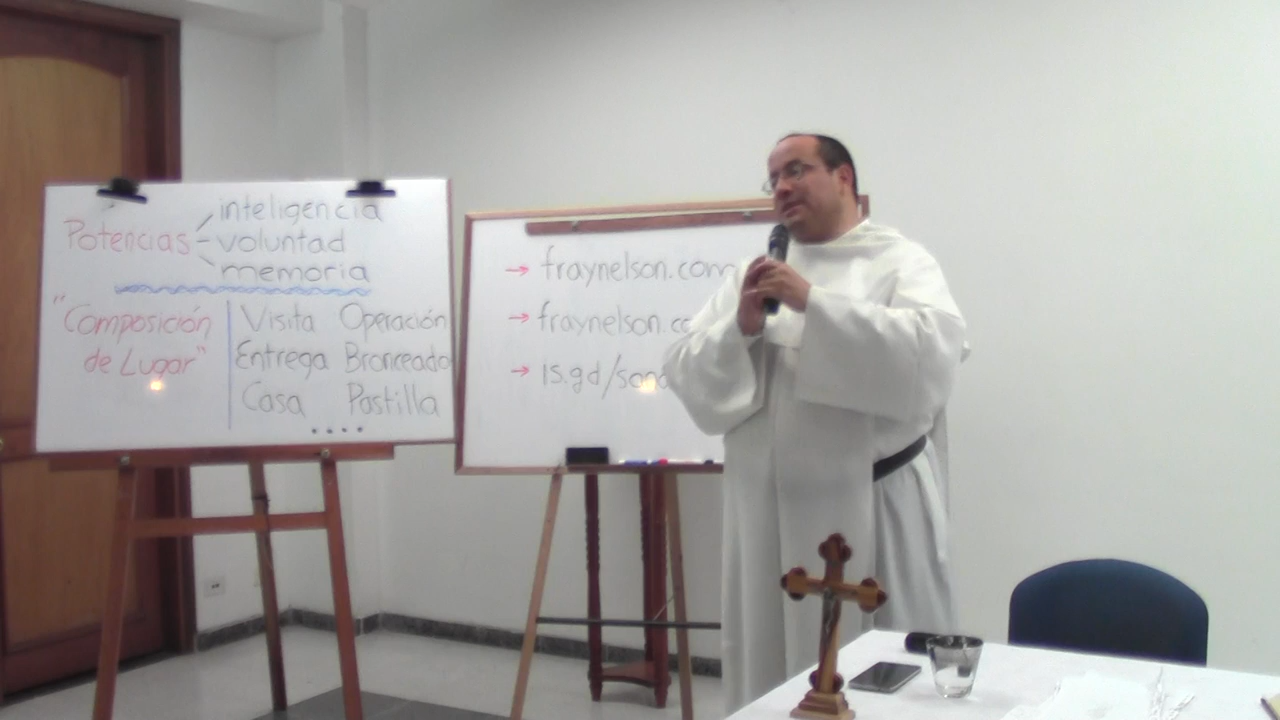 Potencias
inteligencia
voluntad
memoria
"Composición
de Lugar"
Visita Operación
Entrega Bronceado
Casa Pastilla
....
→ fraynelson.com
→ fraynelson.co
→ is.gd/sana